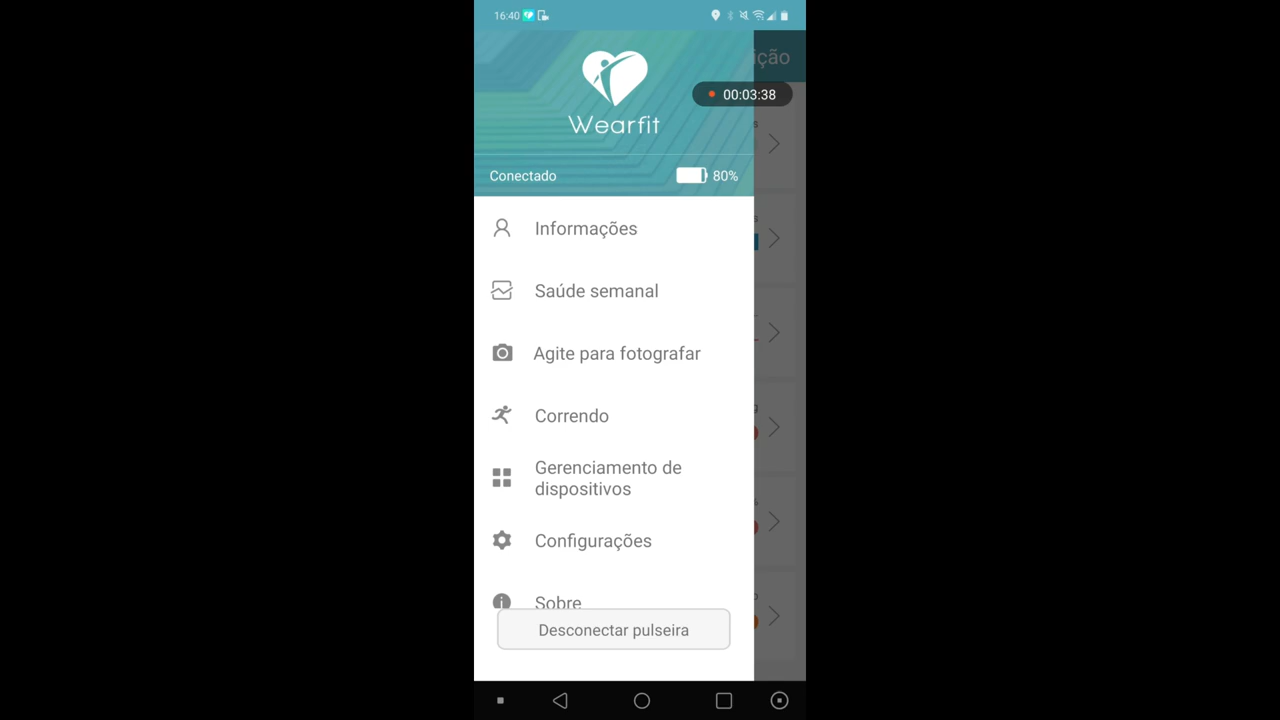 16:40
ição
00:03:38
Wearfit
Conectado
80%
Informações
Saúde semanal
Agite para fotografar
Correndo
Gerenciamento de
dispositivos
Configurações
Sobre
Desconectar pulseira